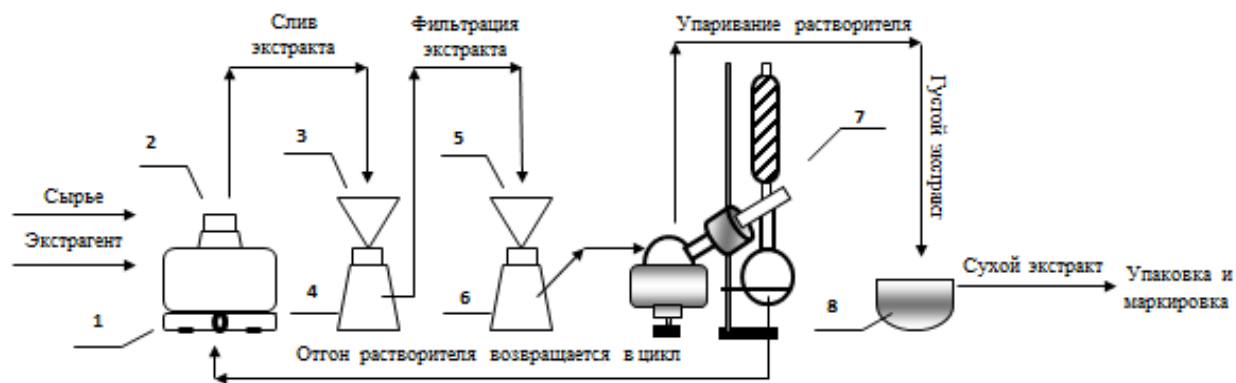 Слив
экстракта
Фильтрация
экстракта
Упаривание растворителя
Густой экстракт
2
3
5
7
Сырье
Экстрагент
Сухой экстракт
Упаковка и
маркировка
1
4
6
8
Отгон растворителя возвращается в цикл